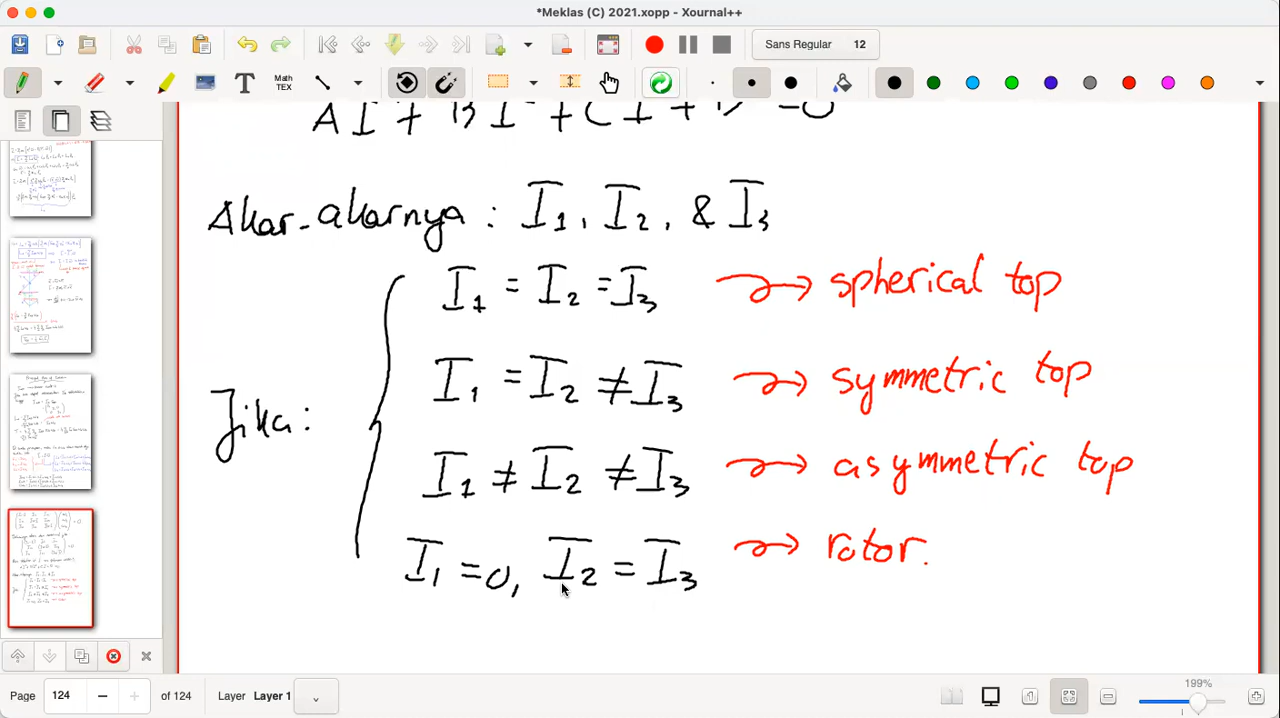 *Meklas (C) 2021.xopp - Xournal++
Sans Regular 12
T
Math
TEX
Akar-akarnya : I₁, I₂, & I₃
Jika :
I₁ = I₂ = I₃ spherical top
I₁ = I₂ ≠ I₃ symmetric top
I₁ ≠ I₂ ≠ I₃ asymmetric top
I₁ = 0, I₂ = I₃ rotor.
Page 124 of 124 Layer Layer 1
199%